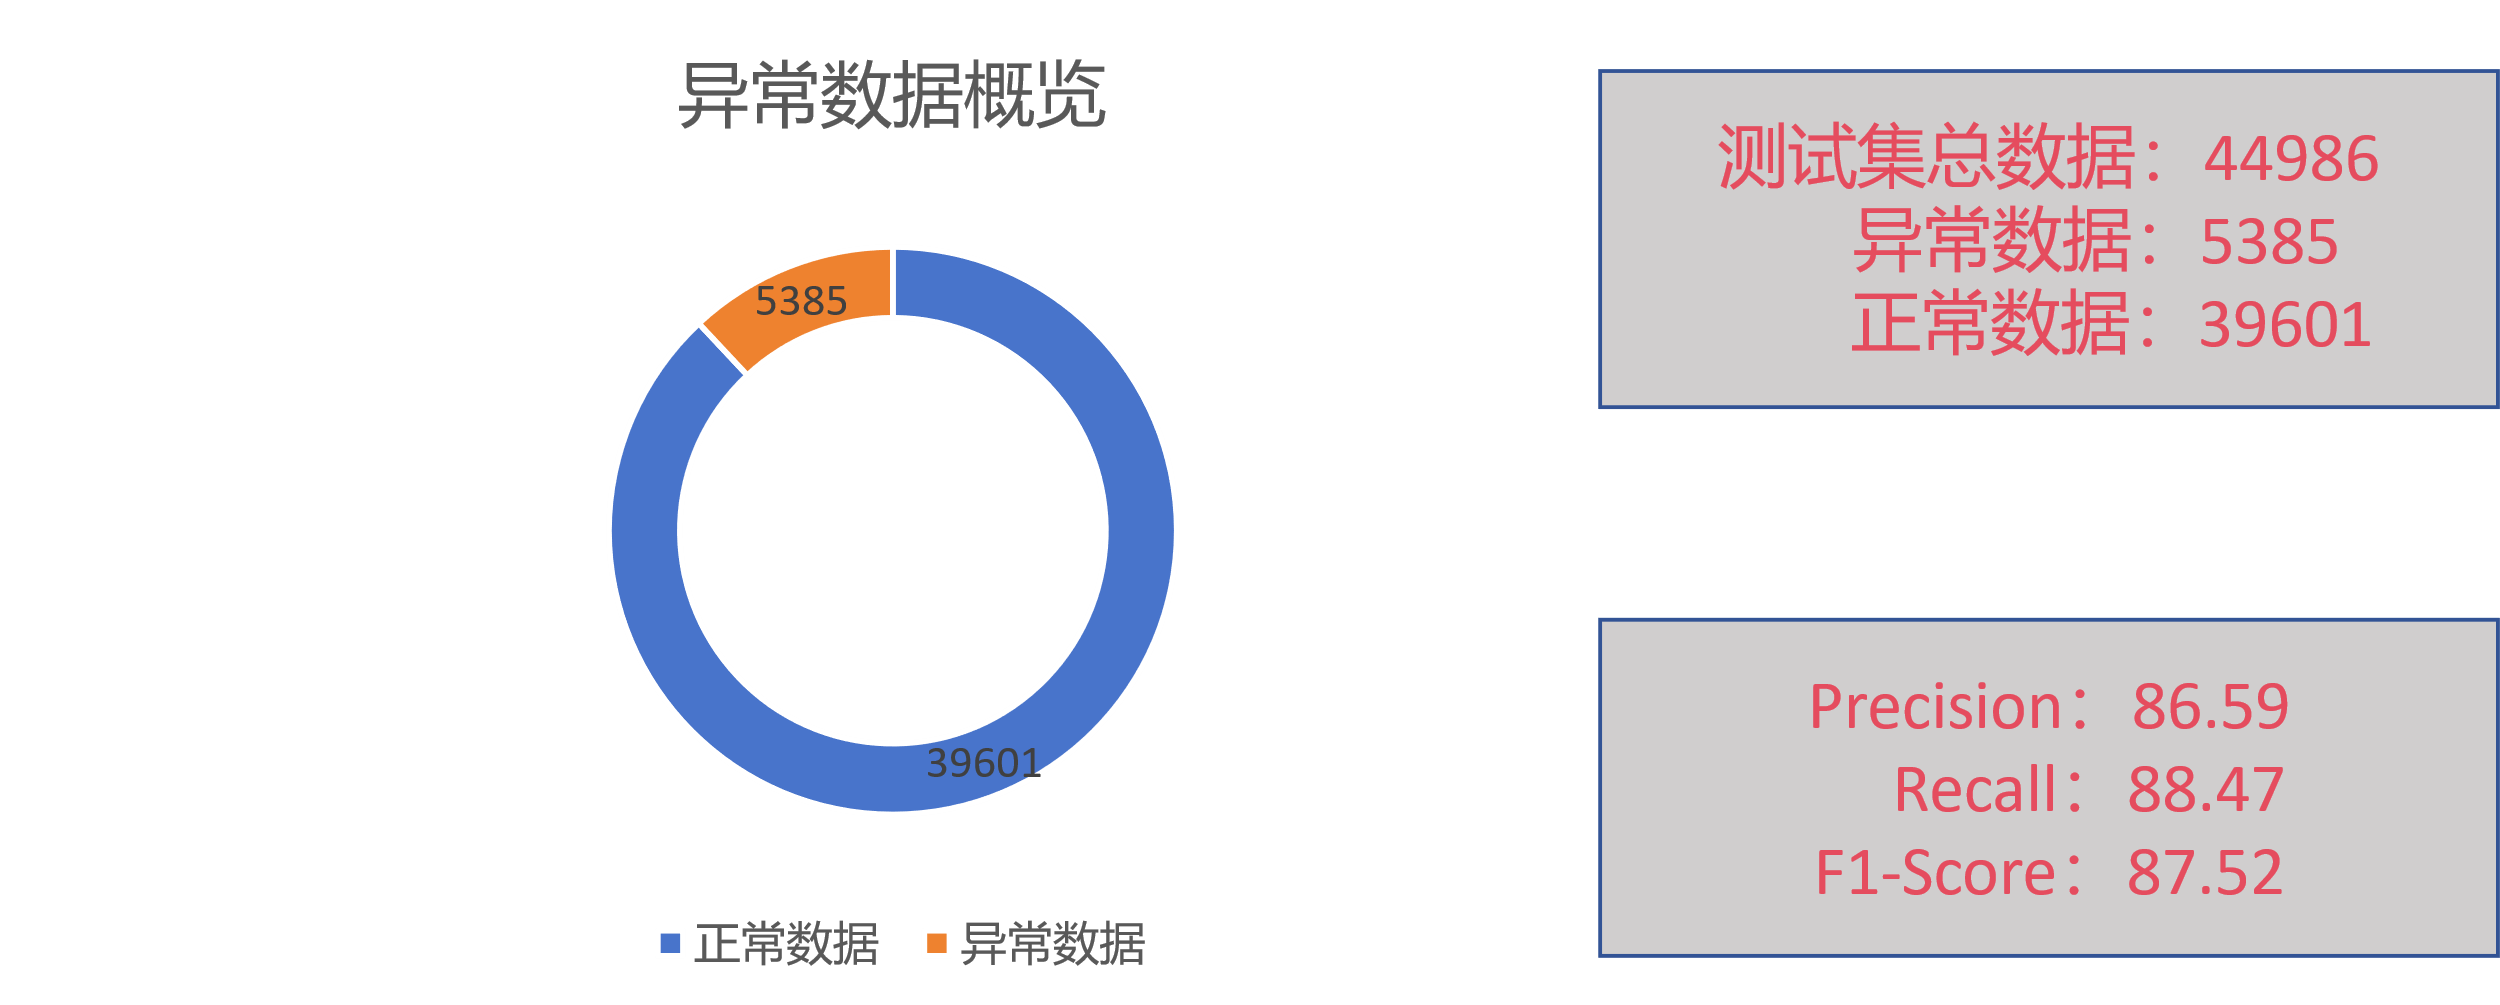 异常数据概览
5385
39601
正常数据
异常数据
测试集总数据： 44986
异常数据： 5385
正常数据： 39601
Precision： 86.59
Recall： 88.47
F1-Score： 87.52